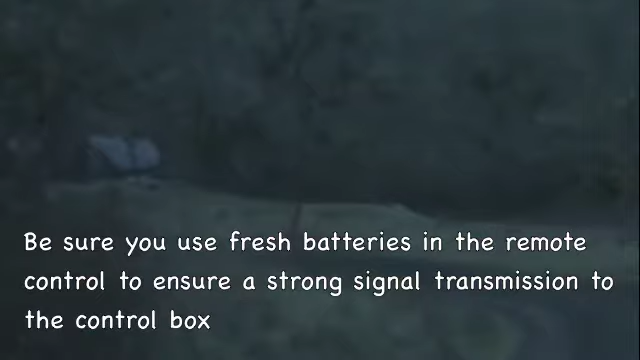 Be sure you use fresh batteries in the remote
control to ensure a strong signal transmission to
the control box